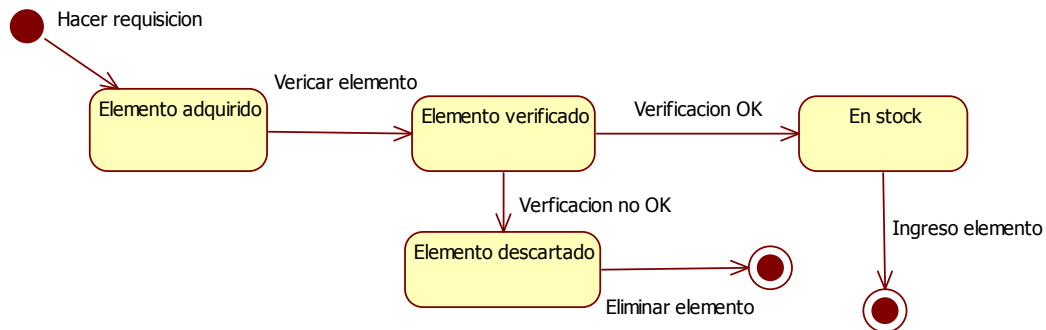 Hacer requisicion
Vericar elemento
Elemento adquirido
Elemento verificado
Verificacion OK
En stock
Verficacion no OK
Ingreso elemento
Elemento descartado
Eliminar elemento